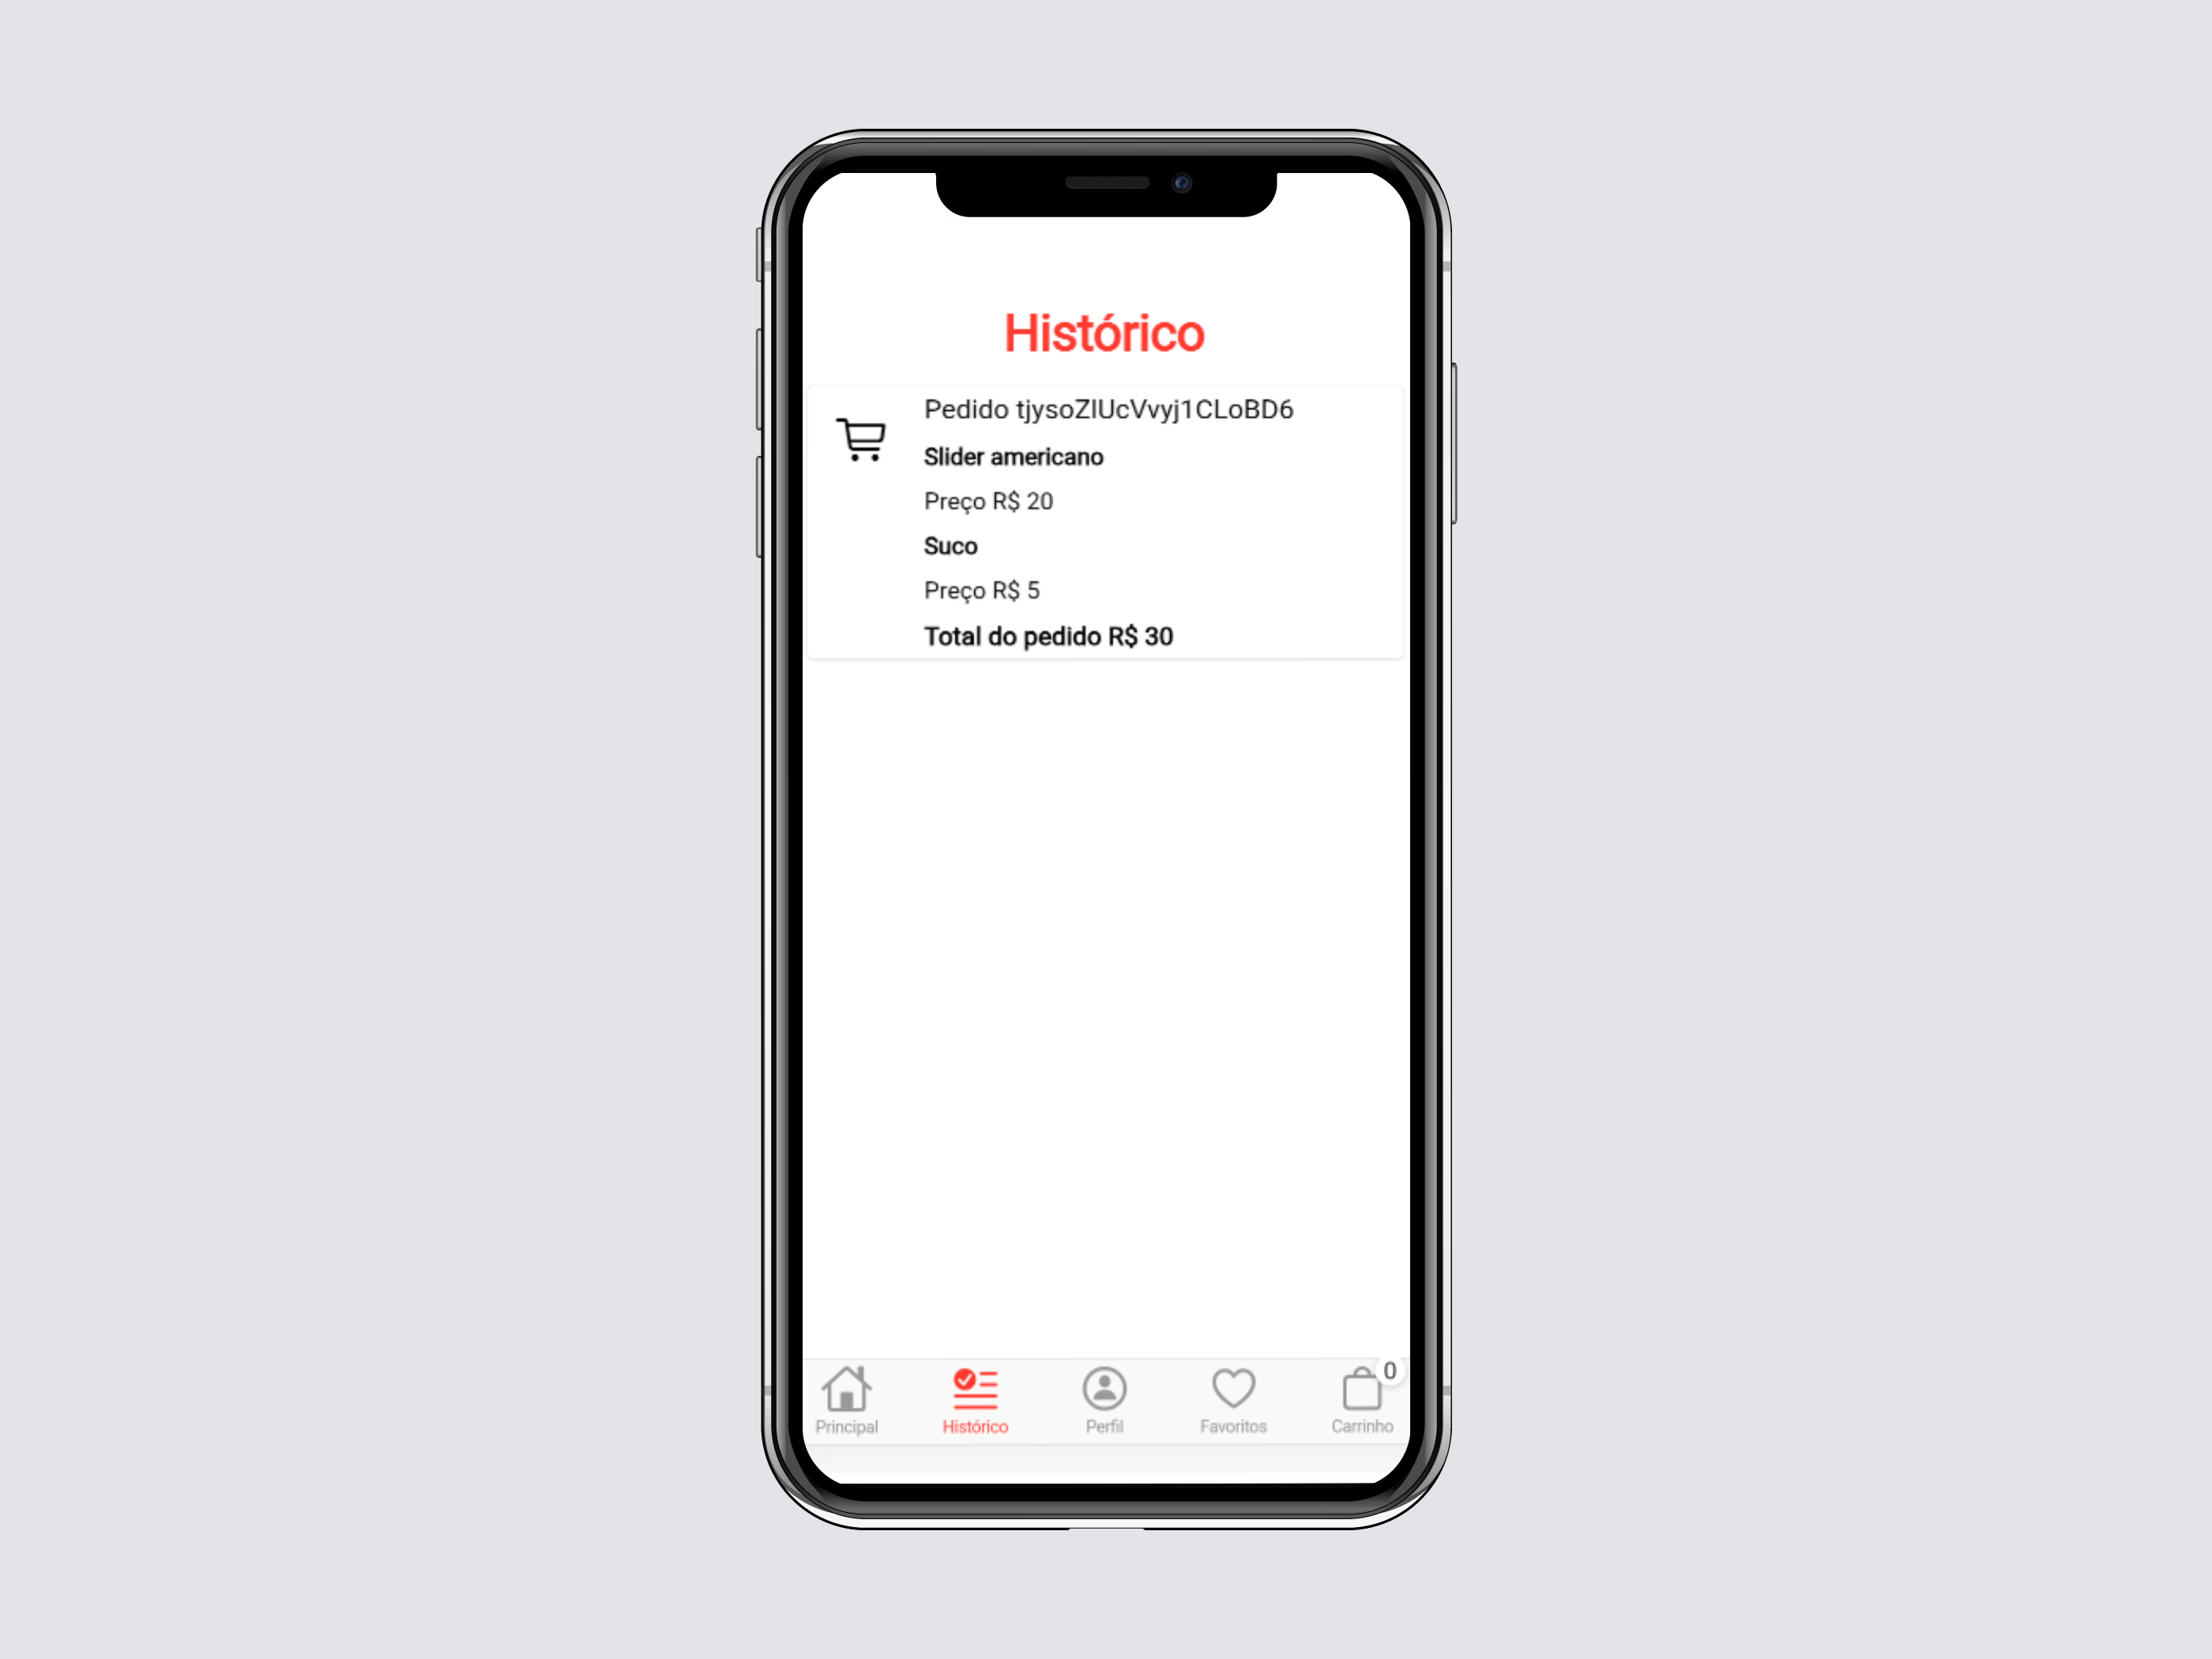 Histórico
Pedido tjysoZlUcVvyj1CLoBD6
Slider americano
Preço R$ 20
Suco
Preço R$ 5
Total do pedido R$ 30
0
Principal Histórico Perfil Favoritos Carrinho